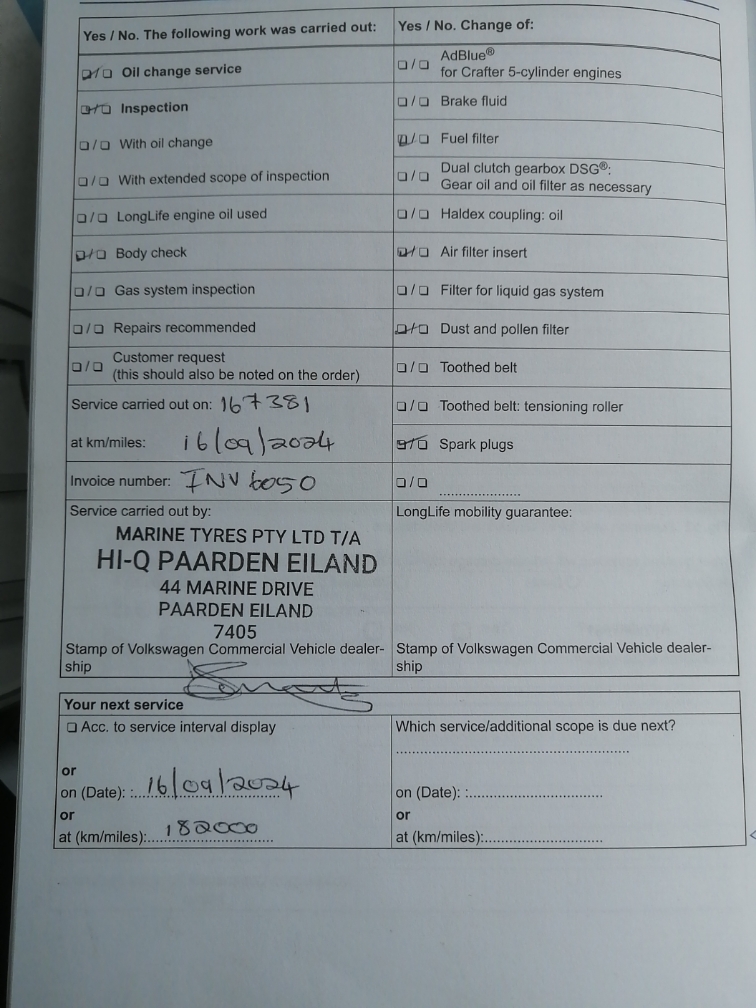 Yes / No. The following work was carried out:
☑/☐ Oil change service
☑/☐ Inspection
☐/☐ With oil change
☐/☐ With extended scope of inspection
☐/☐ LongLife engine oil used
☑/☐ Body check
☐/☐ Gas system inspection
☐/☐ Repairs recommended
☐/☐ Customer request
(this should also be noted on the order)
Service carried out on: 167381
at km/miles: 16/09/2024
Invoice number: INV 6050
Service carried out by:
MARINE TYRES PTY LTD T/A
HI-Q PAARDEN EILAND
44 MARINE DRIVE
PAARDEN EILAND
7405
Stamp of Volkswagen Commercial Vehicle dealer-
ship
Yes / No. Change of:
☐/☐ AdBlue®
for Crafter 5-cylinder engines
☐/☐ Brake fluid
☑/☐ Fuel filter
☐/☐ Dual clutch gearbox DSG®:
Gear oil and oil filter as necessary
☐/☐ Haldex coupling: oil
☑/☐ Air filter insert
☐/☐ Filter for liquid gas system
☑/☐ Dust and pollen filter
☐/☐ Toothed belt
☐/☐ Toothed belt: tensioning roller
☑/☐ Spark plugs
☐/☐ ....................
LongLife mobility guarantee:
Stamp of Volkswagen Commercial Vehicle dealer-
ship
Your next service
☐ Acc. to service interval display
or
on (Date): : 16/09/2024
or
at (km/miles): 182000
Which service/additional scope is due next?
on (Date): :
or
at (km/miles):